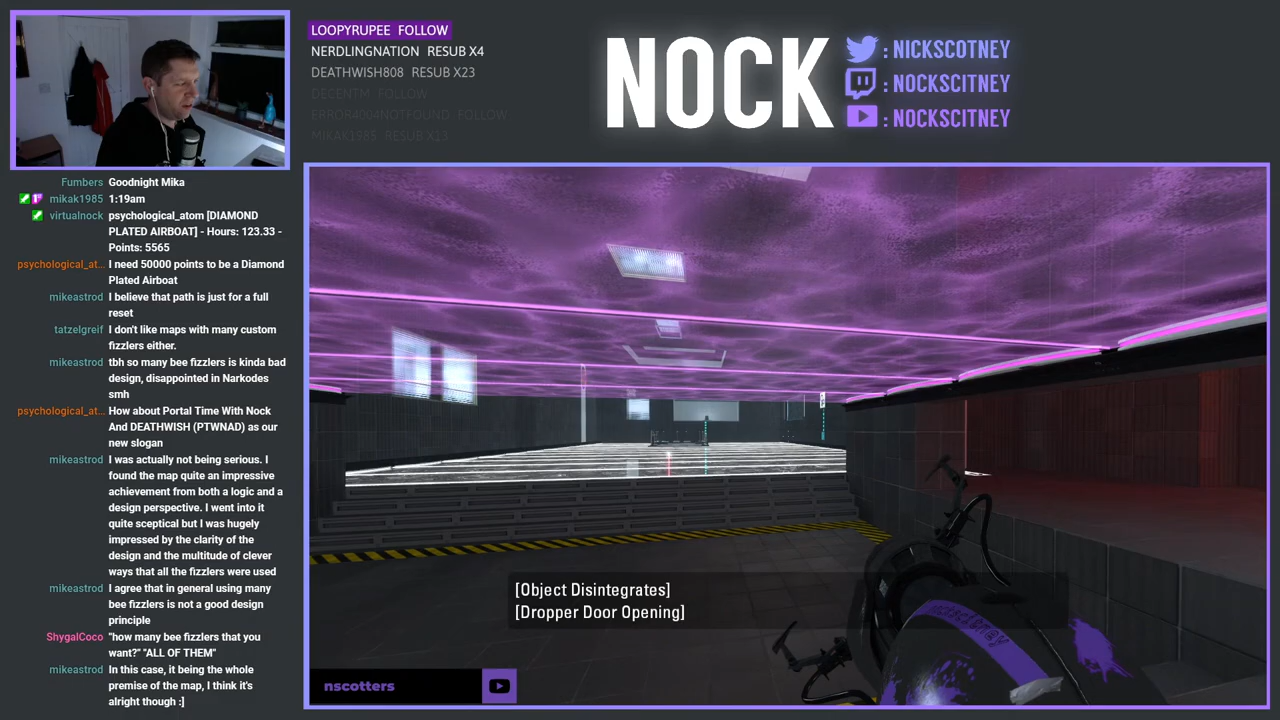 LOOPYRUPEE FOLLOW
NERDLINGNATION RESUB X4
DEATHWISH808 RESUB X23
DECENTM FOLLOW
ERROR4004NOTFOUND FOLLOW
MIKAK1985 RESUB X23
NOCK
: NICKSCOTNEY
: NOCKSCITNEY
: NOCKSCITNEY
Fumbers Goodnight Mika
mikak1985 1:19am
virtualnock psychological_atom [DIAMOND
PLATED AIRBOAT] - Hours: 123.33 -
Points: 5565
psychological_at... I need 50000 points to be a Diamond
Plated Airboat
mikeastrod I believe that path is just for a full
reset
tatzelgreif I don't like maps with many custom
fizzlers either.
mikeastrod tbh so many bee fizzlers is kinda bad
design, disappointed in Narkodes
smh
psychological_at... How about Portal Time With Nock
And DEATHWISH (PTWNAD) as our
new slogan
mikeastrod I was actually not being serious. I
found the map quite an impressive
achievement from both a logic and a
design perspective. I went into it
quite sceptical but I was hugely
impressed by the clarity of the
design and the multitude of clever
ways that all the fizzlers were used
mikeastrod I agree that in general using many
bee fizzlers is not a good design
principle
ShygalCoco "how many bee fizzlers that you
want?" "ALL OF THEM"
mikeastrod In this case, it being the whole
premise of the map, I think it's
alright though :]
[Object Disintegrates]
[Dropper Door Opening]
nscotters